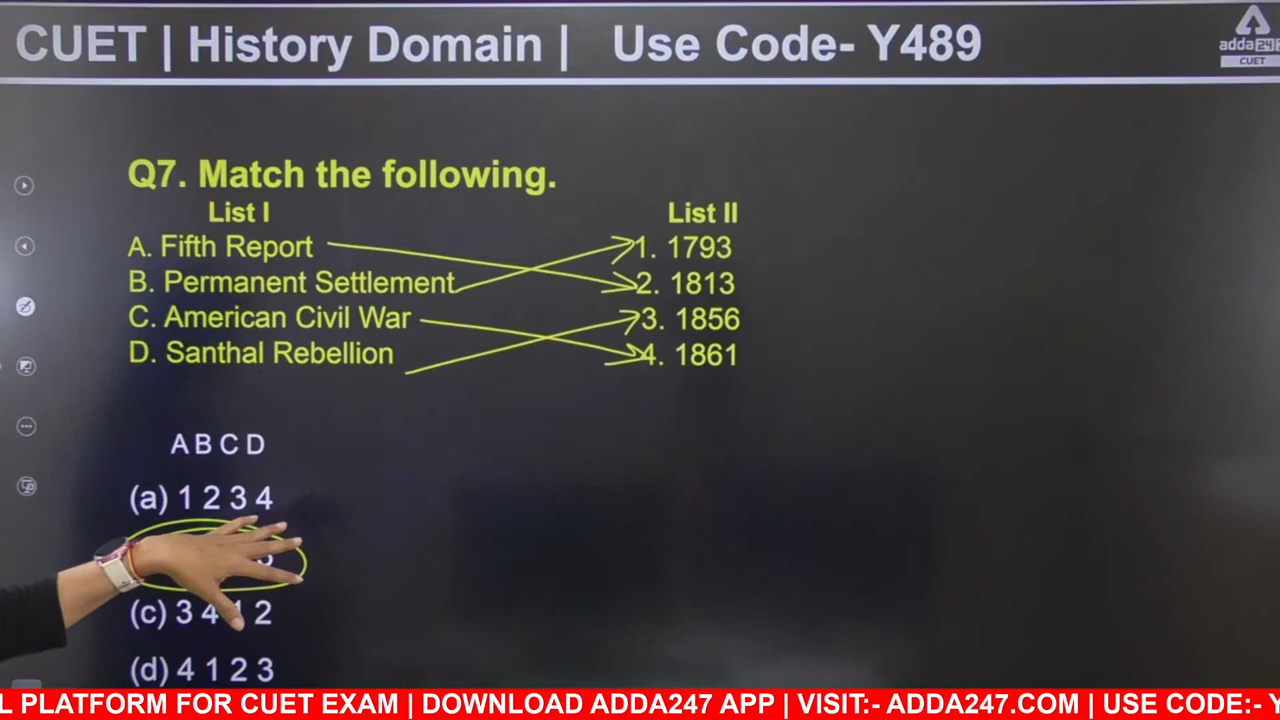 CUET | History Domain | Use Code- Y489
adda247
CUET
Q7. Match the following.
List I List II
A. Fifth Report 1. 1793
B. Permanent Settlement 2. 1813
C. American Civil War 3. 1856
D. Santhal Rebellion 4. 1861
A B C D
(a) 1 2 3 4
(c) 3 4 1 2
(d) 4 1 2 3
L PLATFORM FOR CUET EXAM | DOWNLOAD ADDA247 APP | VISIT:- ADDA247.COM | USE CODE:- Y